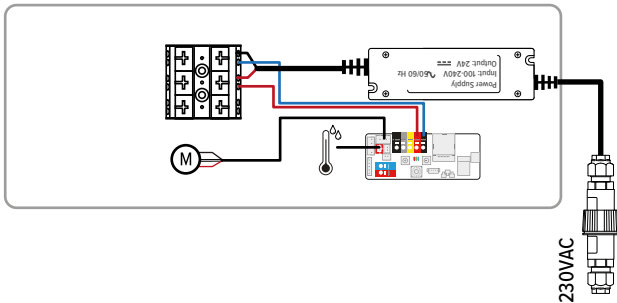 Power Supply
Input: 100-240V ∿50/60 Hz
Output: 24V ⎓
M
230VAC